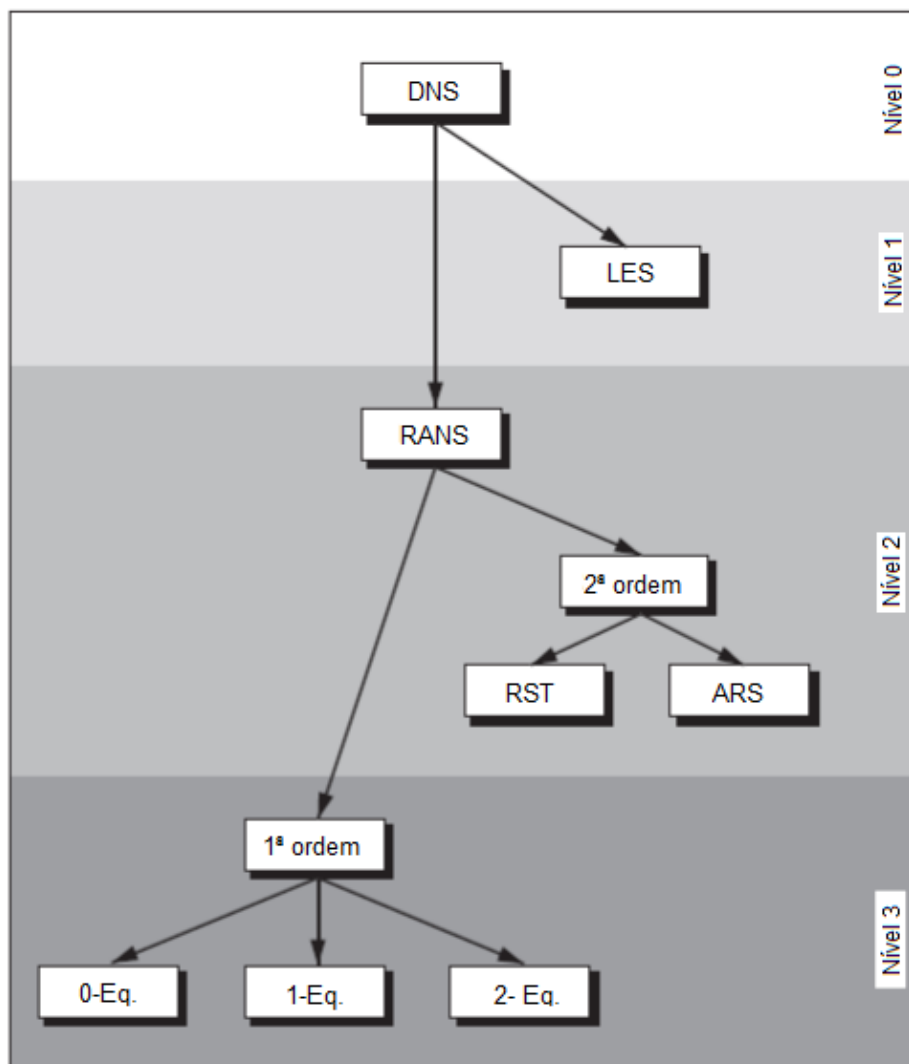 DNS
Nível 0
LES
Nível 1
RANS
2ª ordem
Nível 2
RST
ARS
1ª ordem
Nível 3
0-Eq.
1-Eq.
2- Eq.